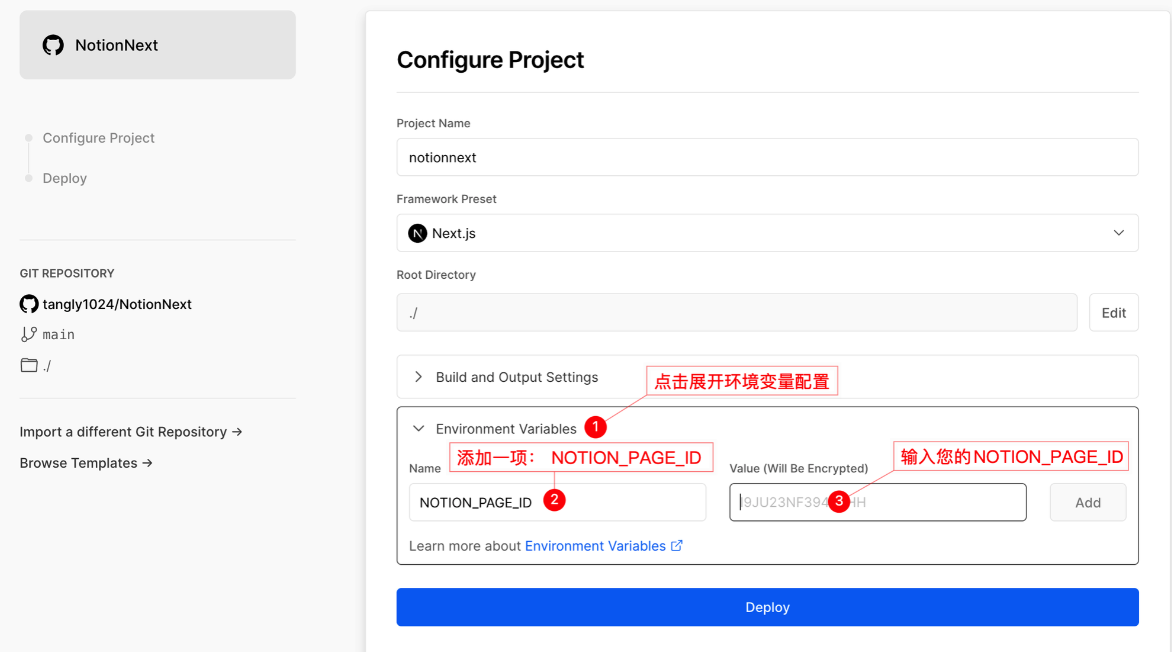 NotionNext
Configure Project
Deploy
GIT REPOSITORY
tangly1024/NotionNext
main
./
Import a different Git Repository →
Browse Templates →
Configure Project
Project Name
notionnext
Framework Preset
N Next.js
Root Directory
./
Edit
Build and Output Settings
点击展开环境变量配置
Environment Variables 1
添加一项： NOTION_PAGE_ID
输入您的NOTION_PAGE_ID
Name
Value (Will Be Encrypted)
NOTION_PAGE_ID 2
3
Add
Learn more about Environment Variables
Deploy